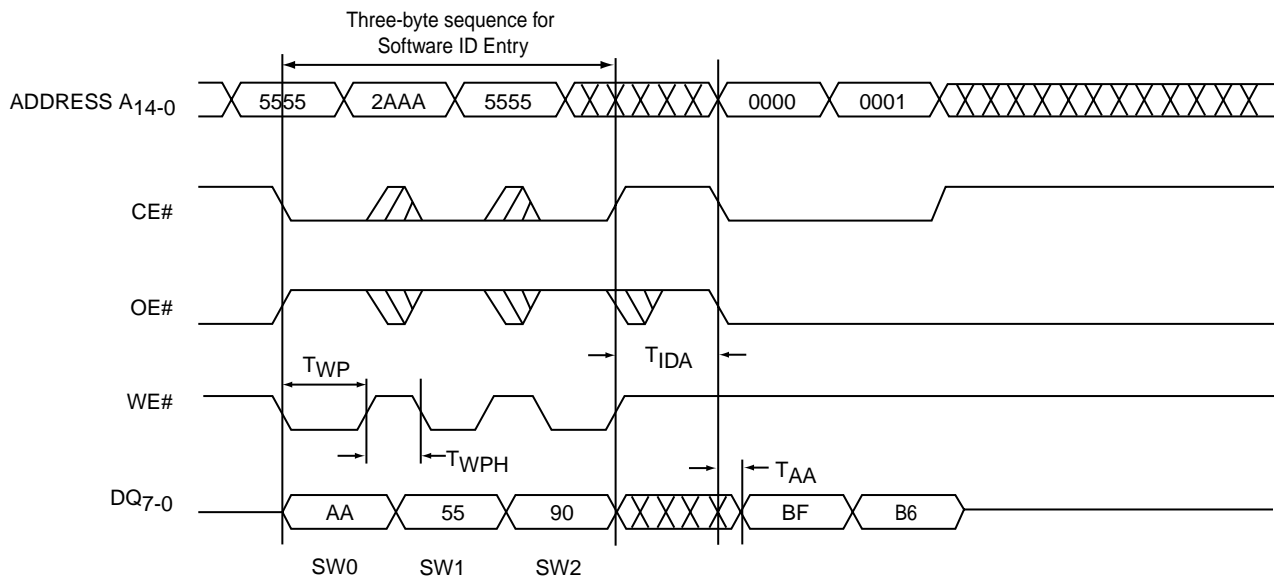 Three-byte sequence for
Software ID Entry
ADDRESS A14-0
5555 2AAA 5555 0000 0001
CE#
OE#
TIDA
TWP
WE#
TWPH
TAA
DQ7-0
AA 55 90 BF B6
SW0 SW1 SW2